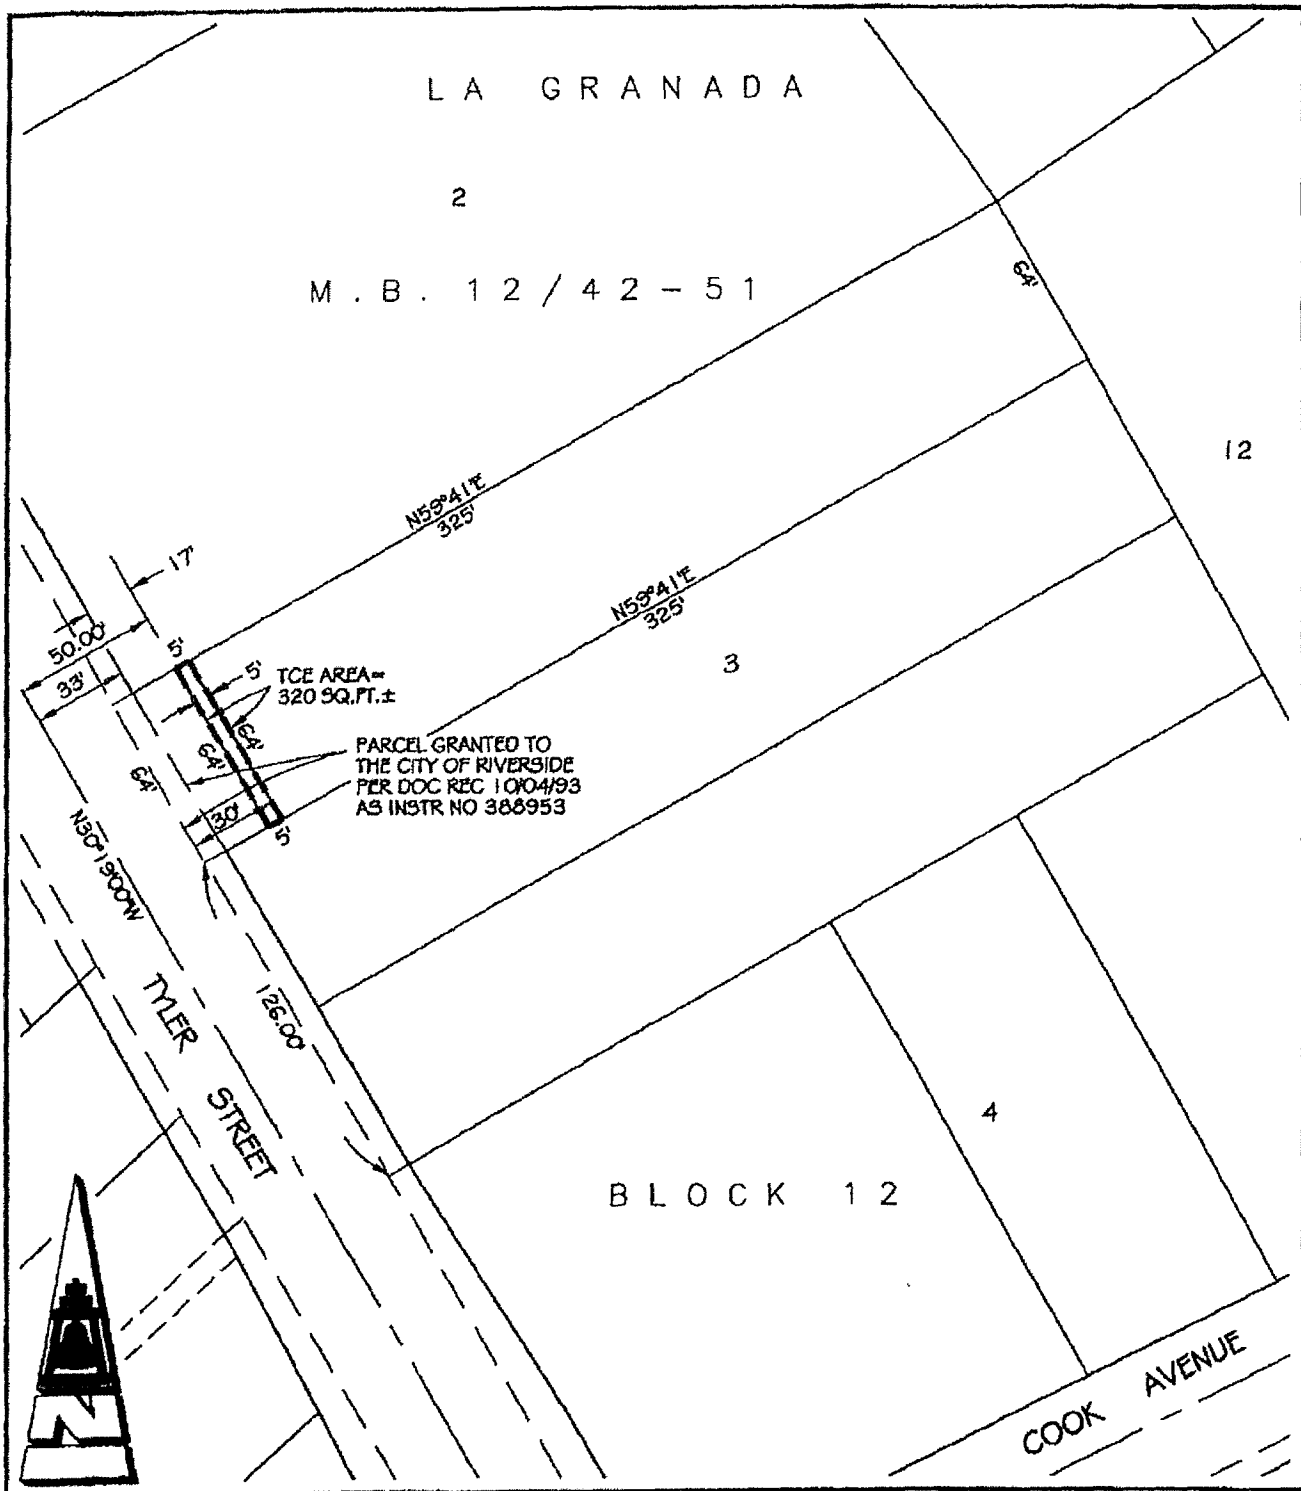 LA GRANADA
2
M.B. 12/42-51
64'
12
N59°41'E
325'
N59°41'E
325'
3
17'
50.00'
33'
5'
5'
TCE AREA=
320 SQ.FT.±
64'
64'
64'
PARCEL GRANTED TO
THE CITY OF RIVERSIDE
PER DOC REC 10/04/93
AS INSTR NO 388953
30'
5'
N30°19'00"W
126.00'
TYLER STREET
4
BLOCK 12
COOK AVENUE
N